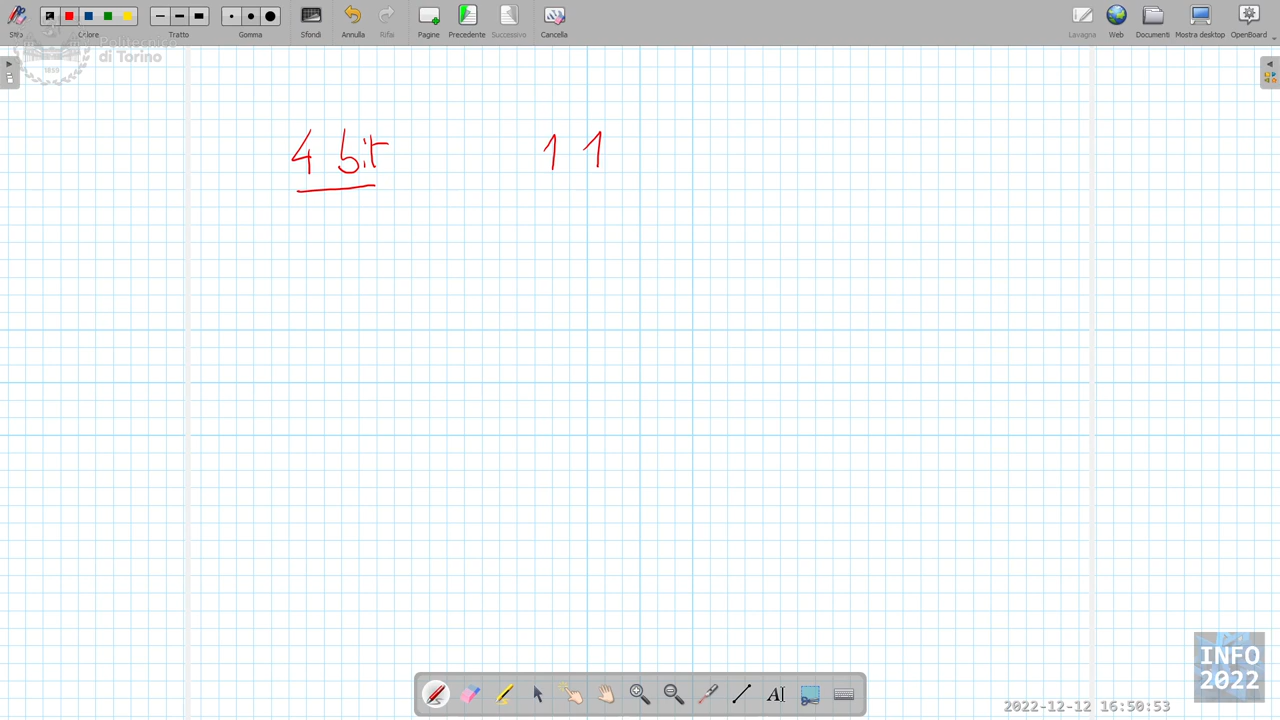 Stilo Colore Tratto Gomma Sfondi Annulla Rifai Pagine Precedente Successivo Cancella Lavagna Web Documenti Mostra desktop OpenBoard
Politecnico
di Torino
1859
4 bit 1 1
INFO
2022
2022-12-12 16:50:53